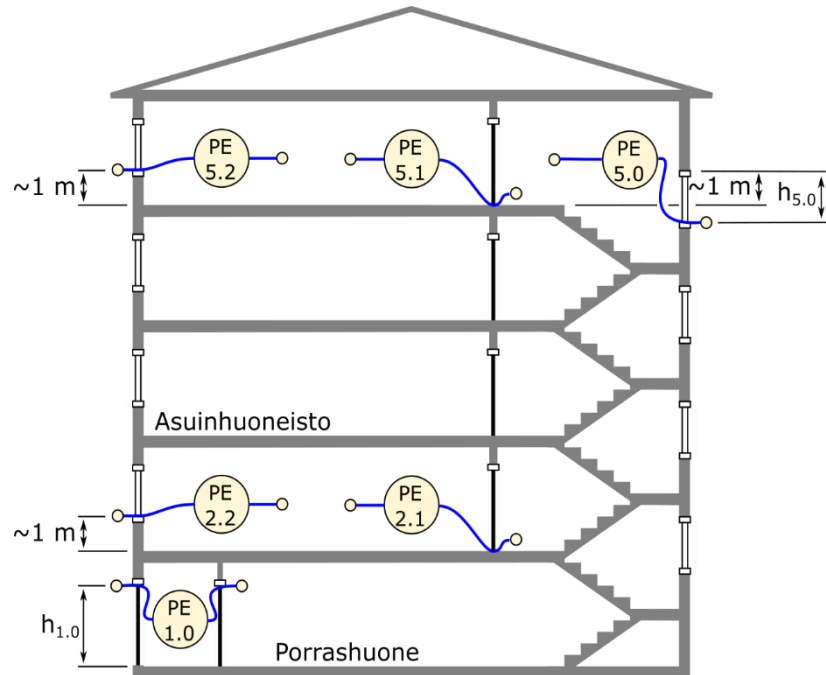 PE
5.2
PE
5.1
PE
5.0
~1 m
~1 m
h5.0
Asuinhuoneisto
PE
2.2
PE
2.1
~1 m
PE
1.0
h1.0
Porrashuone